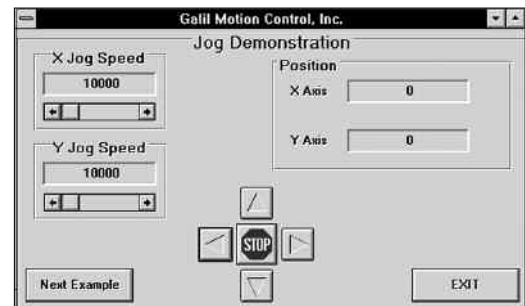 Galil Motion Control, Inc.
Jog Demonstration
X Jog Speed
10000
Y Jog Speed
10000
Position
X Axis 0
Y Axis 0
STOP
Next Example
EXIT